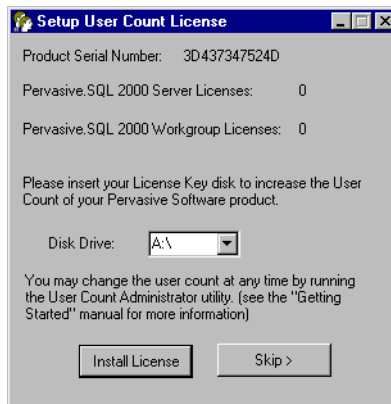 Setup User Count License
Product Serial Number: 3D437347524D
Pervasive.SQL 2000 Server Licenses: 0
Pervasive.SQL 2000 Workgroup Licenses: 0
Please insert your License Key disk to increase the User
Count of your Pervasive Software product.
Disk Drive: A:\
You may change the user count at any time by running
the User Count Administrator utility. (see the "Getting
Started" manual for more information)
Install License Skip >